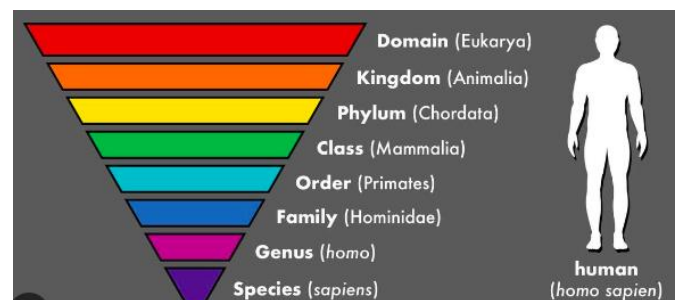 Domain (Eukarya)
Kingdom (Animalia)
Phylum (Chordata)
Class (Mammalia)
Order (Primates)
Family (Hominidae)
Genus (homo)
Species (sapiens)
human
(homo sapien)